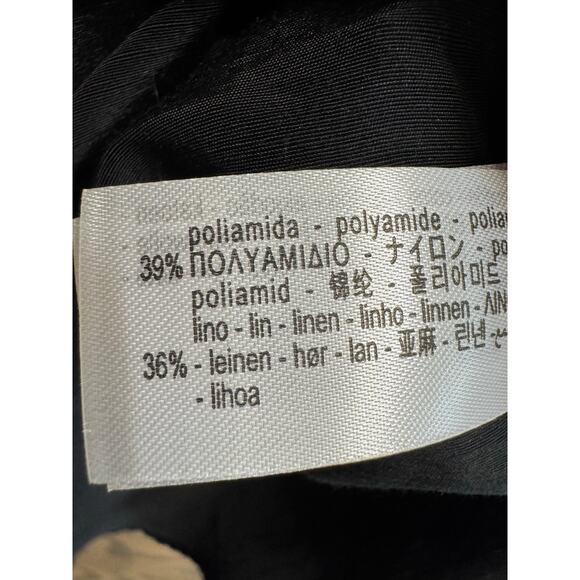 poliamida - polyamide -
39% ΠΟΛΥΑΜΙΔΙΟ - ナイロン -
poliamid - 锦纶 - 폴리아미드
lino - lin - linen - linho - linnen -
36% - leinen - hør - lan - 亚麻 - 린넨 -
- lihoa